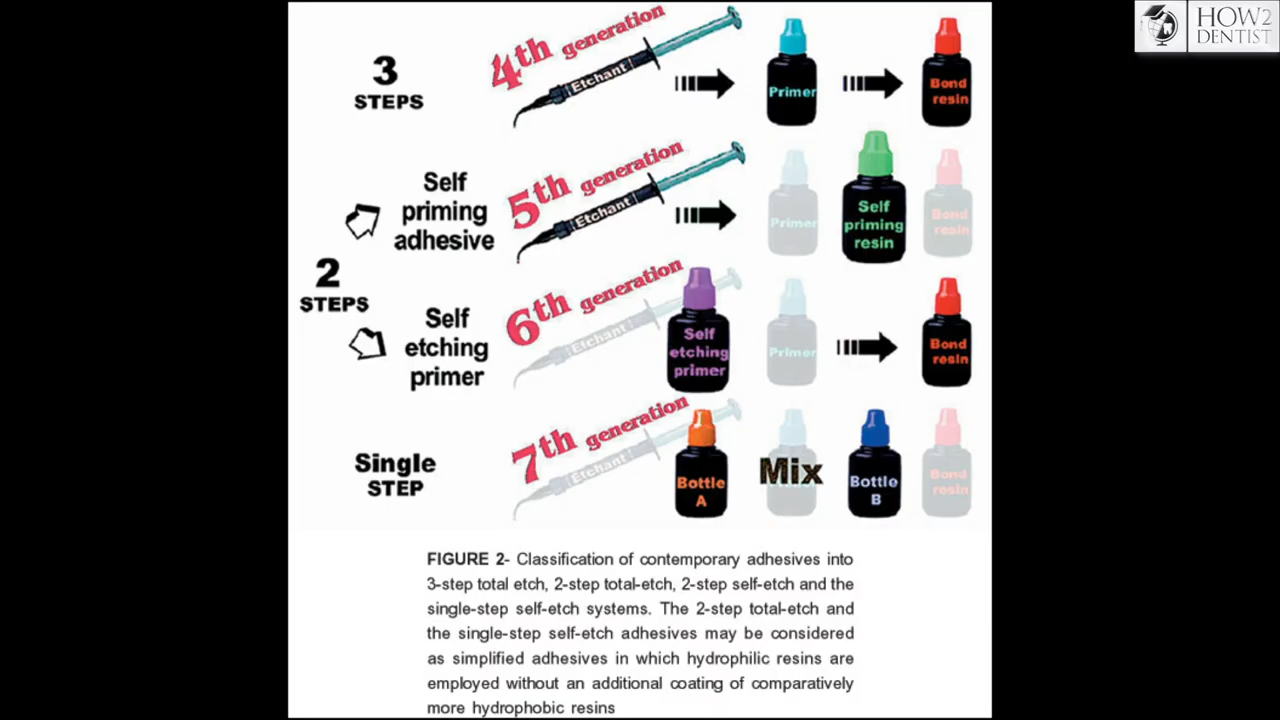 HOW2
DENTIST
3
STEPS
4th generation
Etchant
Primer
Bond
resin
Self
priming
adhesive
5th generation
Etchant
Primer
Self
priming
resin
Bond
resin
2
STEPS
Self
etching
primer
6th generation
Etchant
Self
etching
primer
Primer
Bond
resin
Single
STEP
7th generation
Etchant
Bottle
A
Mix
Bottle
B
Bond
resin
FIGURE 2- Classification of contemporary adhesives into
3-step total etch, 2-step total-etch, 2-step self-etch and the
single-step self-etch systems. The 2-step total-etch and
the single-step self-etch adhesives may be considered
as simplified adhesives in which hydrophilic resins are
employed without an additional coating of comparatively
more hydrophobic resins